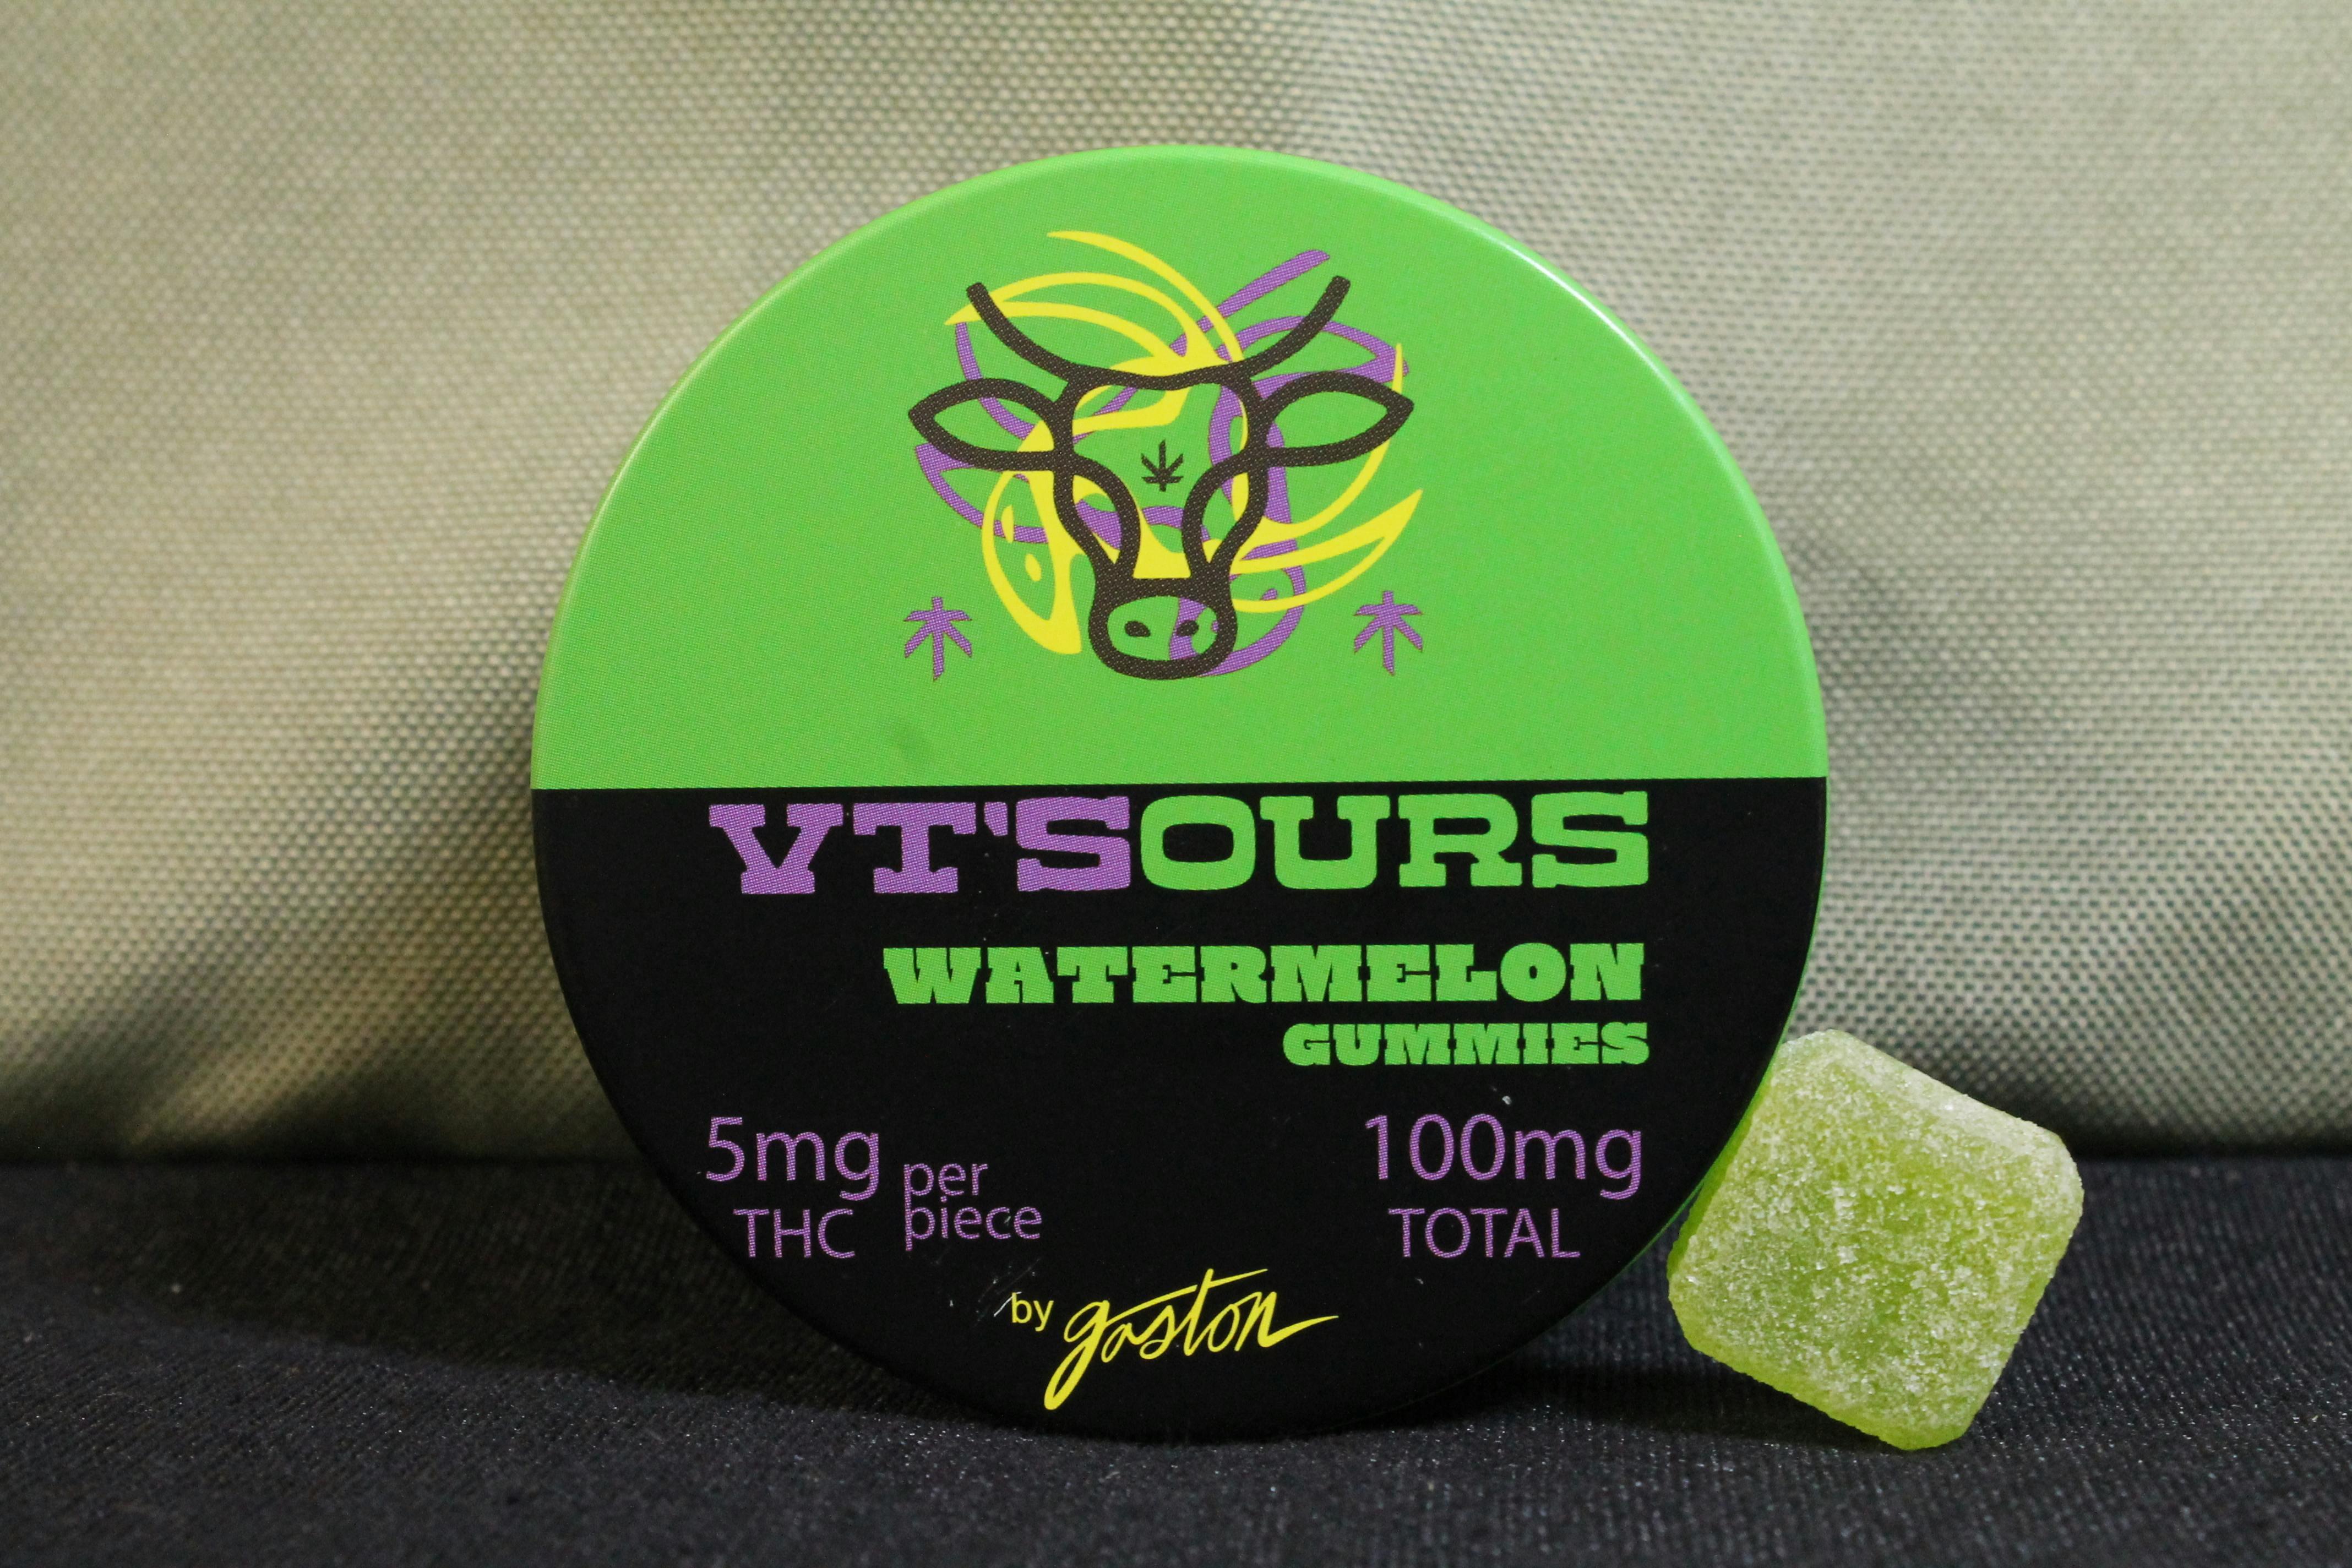 VT'SOURS
WATERMELON
GUMMIES
5mg per piece
THC
100mg
TOTAL
by gaston